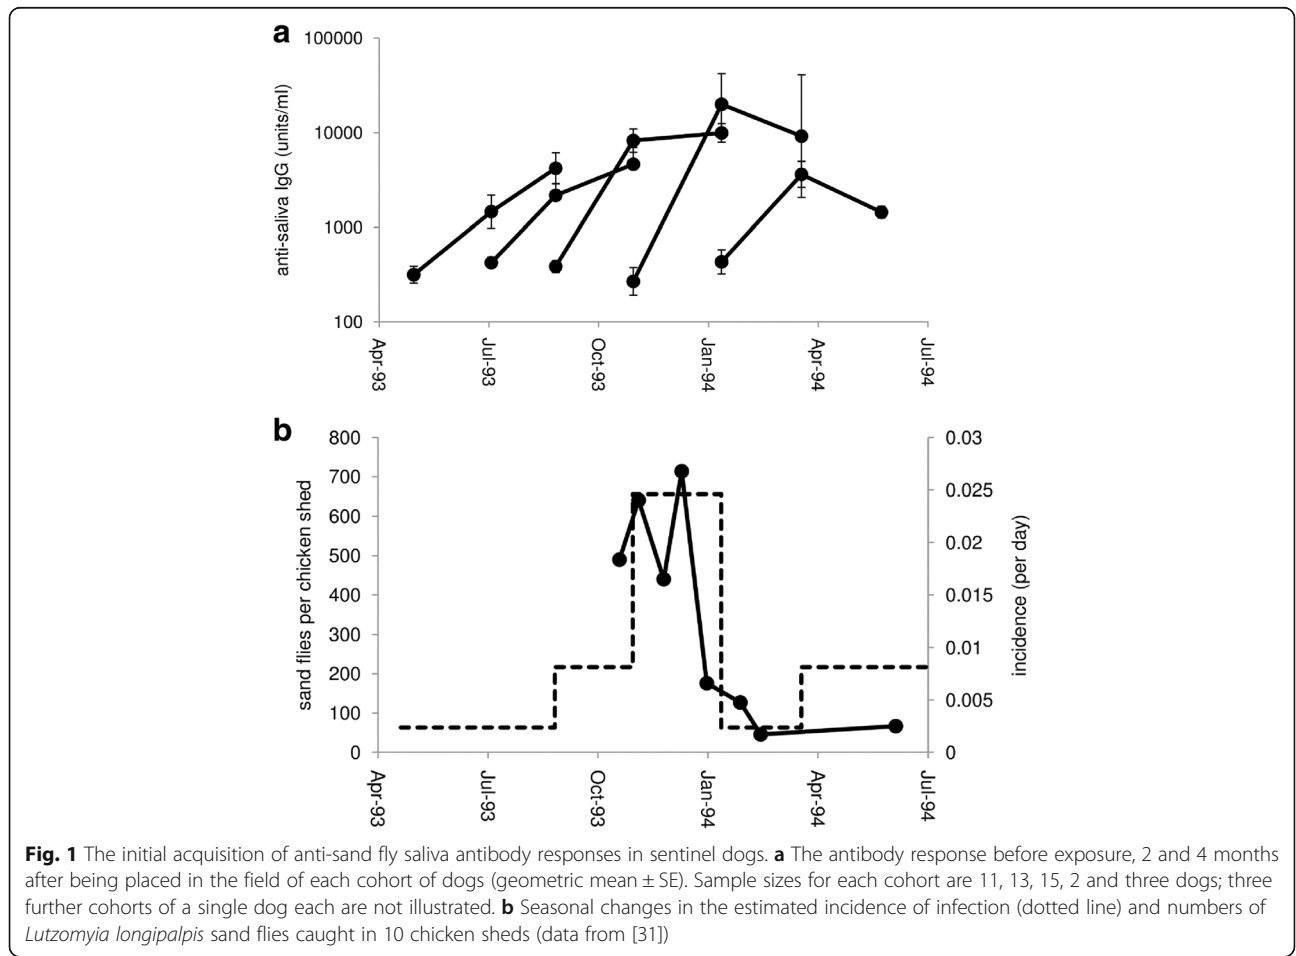 a
100000
10000
1000
100
anti-saliva IgG (units/ml)
Apr-93
Jul-93
Oct-93
Jan-94
Apr-94
Jul-94
b
800
700
600
500
400
300
200
100
0
sand flies per chicken shed
0.03
0.025
0.02
0.015
0.01
0.005
0
incidence (per day)
Apr-93
Jul-93
Oct-93
Jan-94
Apr-94
Jul-94
Fig. 1 The initial acquisition of anti-sand fly saliva antibody responses in sentinel dogs. a The antibody response before exposure, 2 and 4 months
after being placed in the field of each cohort of dogs (geometric mean ± SE). Sample sizes for each cohort are 11, 13, 15, 2 and three dogs; three
further cohorts of a single dog each are not illustrated. b Seasonal changes in the estimated incidence of infection (dotted line) and numbers of
Lutzomyia longipalpis sand flies caught in 10 chicken sheds (data from [31])